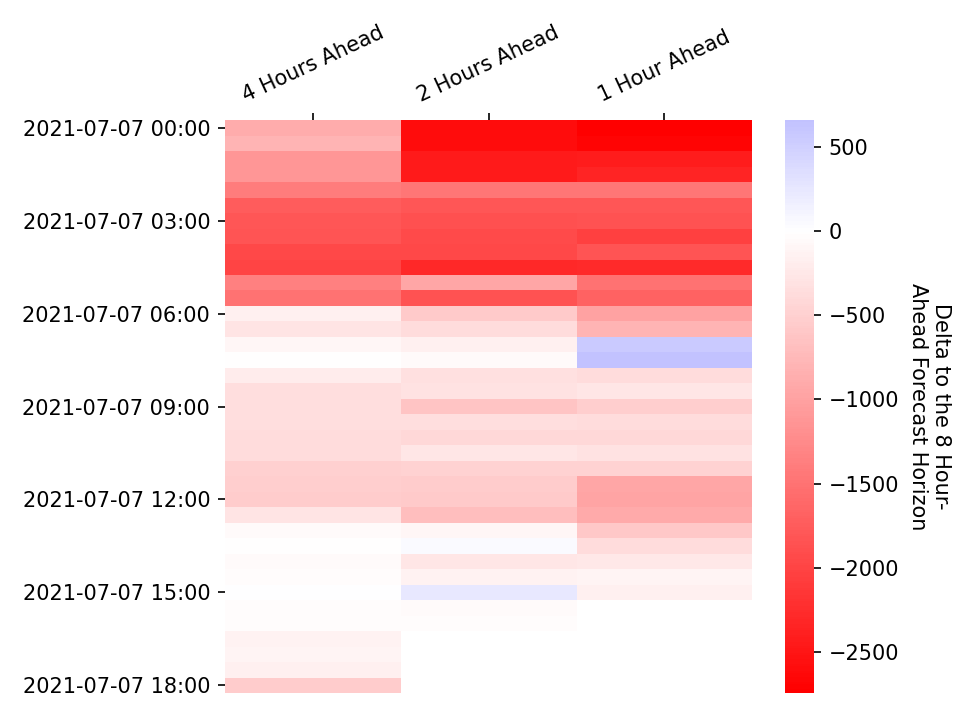 4 Hours Ahead
2 Hours Ahead
1 Hour Ahead
2021-07-07 00:00
2021-07-07 03:00
2021-07-07 06:00
2021-07-07 09:00
2021-07-07 12:00
2021-07-07 15:00
2021-07-07 18:00
500
0
−500
−1000
−1500
−2000
−2500
Delta to the 8 Hour-
Ahead Forecast Horizon